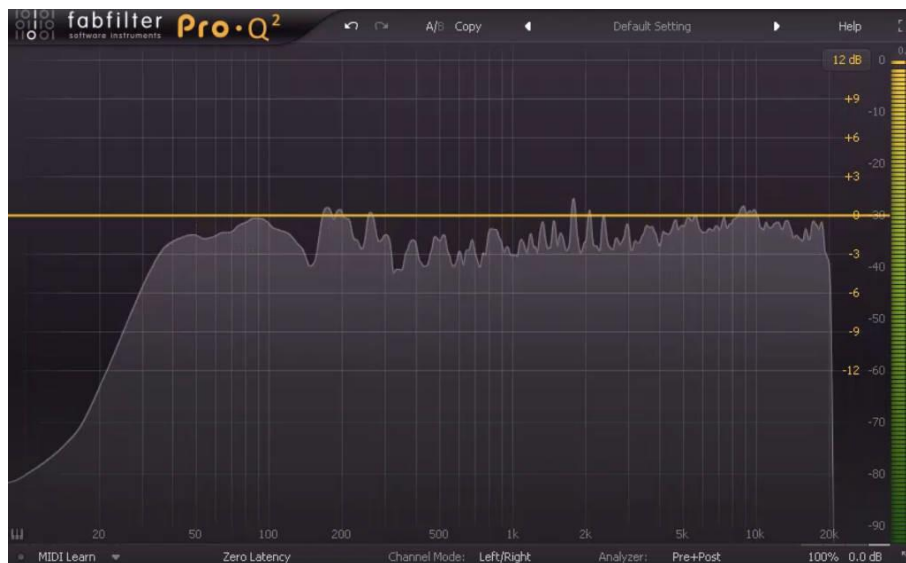 fabfilter Pro·Q²
software instruments
A/B Copy Default Setting Help
12 dB 0
+9
-10
+6
-20
+3
0 -30
-3
-40
-6
-50
-9
-12 -60
-70
-80
-90
20 50 100 200 500 1k 2k 5k 10k 20k
MIDI Learn Zero Latency Channel Mode: Left/Right Analyzer: Pre+Post 100% 0.0 dB